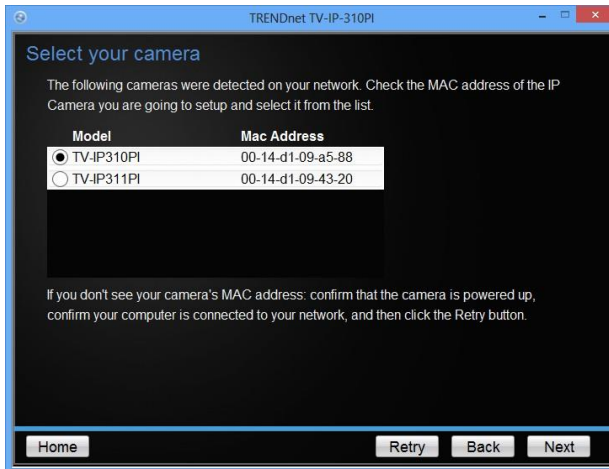 TRENDnet TV-IP-310PI
Select your camera
The following cameras were detected on your network. Check the MAC address of the IP
Camera you are going to setup and select it from the list.
Model Mac Address
TV-IP310PI 00-14-d1-09-a5-88
TV-IP311PI 00-14-d1-09-43-20
If you don't see your camera's MAC address: confirm that the camera is powered up,
confirm your computer is connected to your network, and then click the Retry button.
Home Retry Back Next